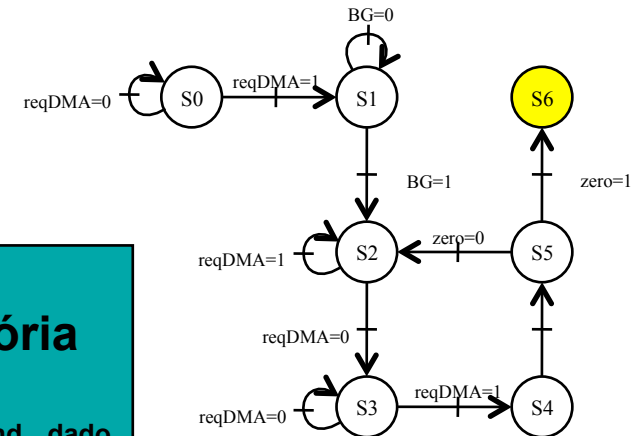 BG=0
reqDMA=0
S0
reqDMA=1
S1
S6
BG=1
zero=1
reqDMA=1
S2
zero=0
S5
reqDMA=0
reqDMA=0
S3
reqDMA=1
S4
ória
dado